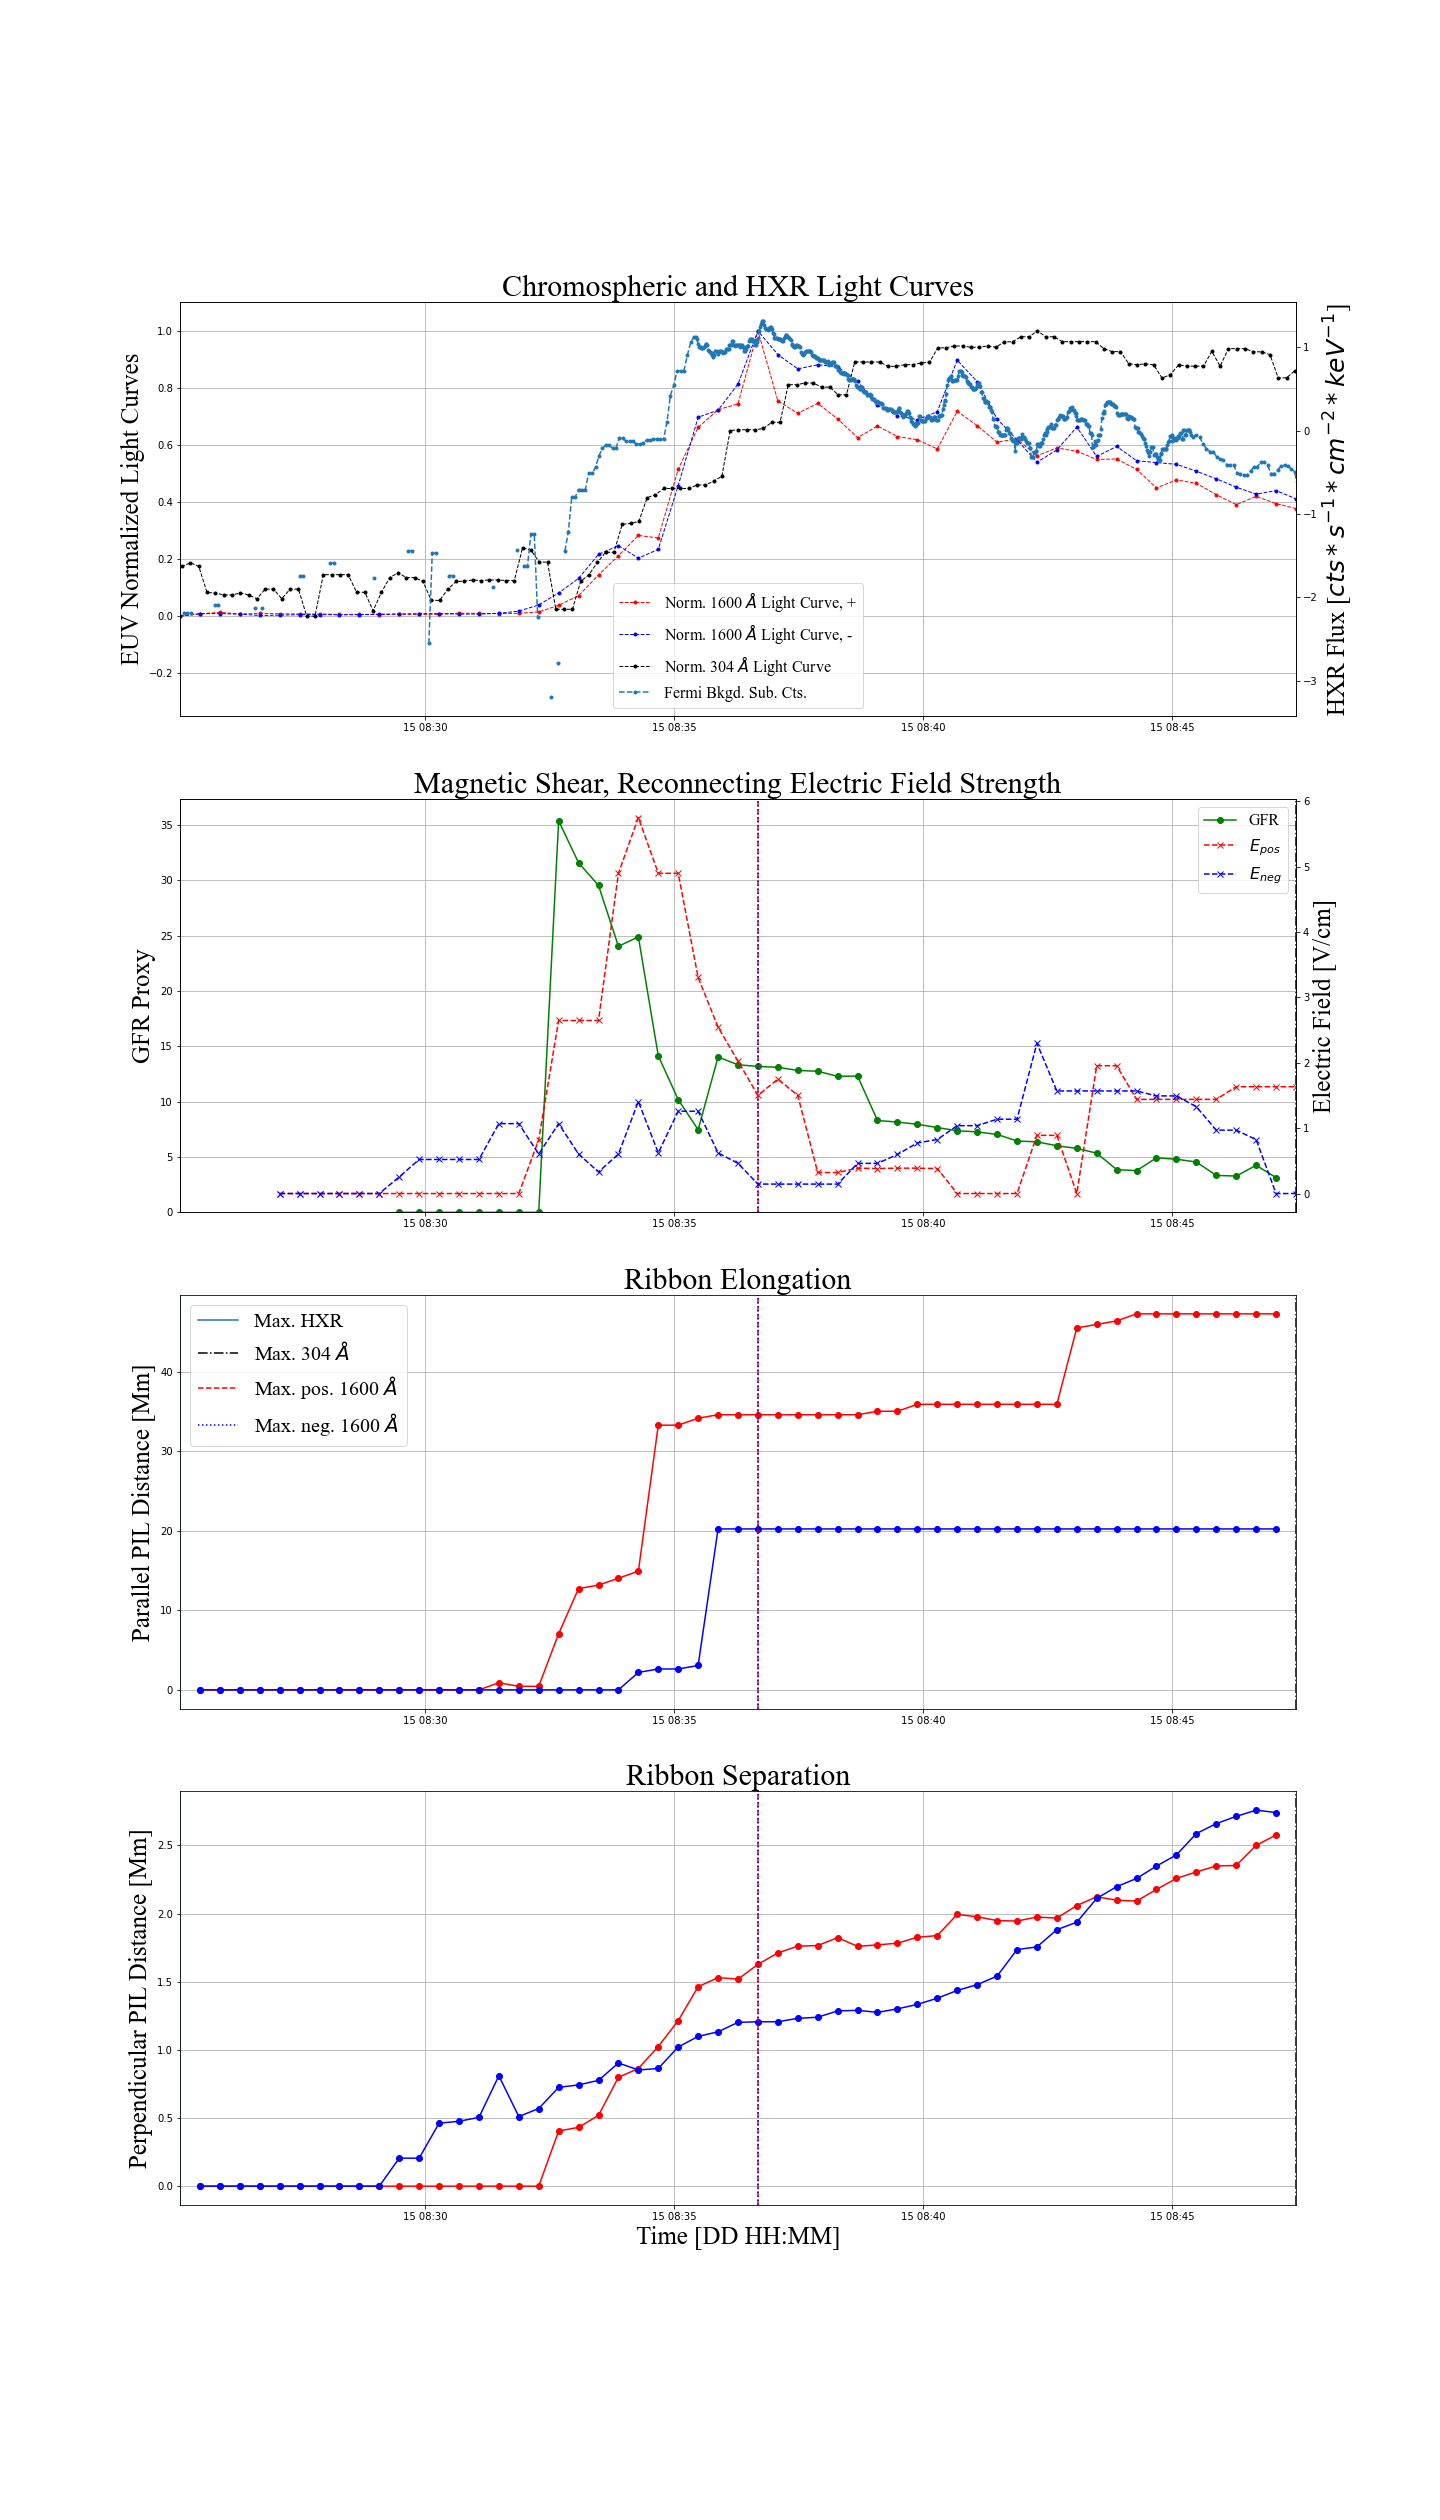 Chromospheric and HXR Light Curves
EUV Normalized Light Curves
1.0
0.8
0.6
0.4
0.2
0.0
−0.2
HXR Flux [cts * s⁻¹ * cm⁻² * keV⁻¹]
1
0
−1
−2
−3
Norm. 1600 Å Light Curve, +
Norm. 1600 Å Light Curve, -
Norm. 304 Å Light Curve
Fermi Bkgd. Sub. Cts.
15 08:30 15 08:35 15 08:40 15 08:45
Magnetic Shear, Reconnecting Electric Field Strength
GFR Proxy
35
30
25
20
15
10
5
0
Electric Field [V/cm]
6
5
4
3
2
1
0
GFR
E_pos
E_neg
15 08:30 15 08:35 15 08:40 15 08:45
Ribbon Elongation
Parallel PIL Distance [Mm]
40
30
20
10
0
Max. HXR
Max. 304 Å
Max. pos. 1600 Å
Max. neg. 1600 Å
15 08:30 15 08:35 15 08:40 15 08:45
Ribbon Separation
Perpendicular PIL Distance [Mm]
2.5
2.0
1.5
1.0
0.5
0.0
15 08:30 15 08:35 15 08:40 15 08:45
Time [DD HH:MM]